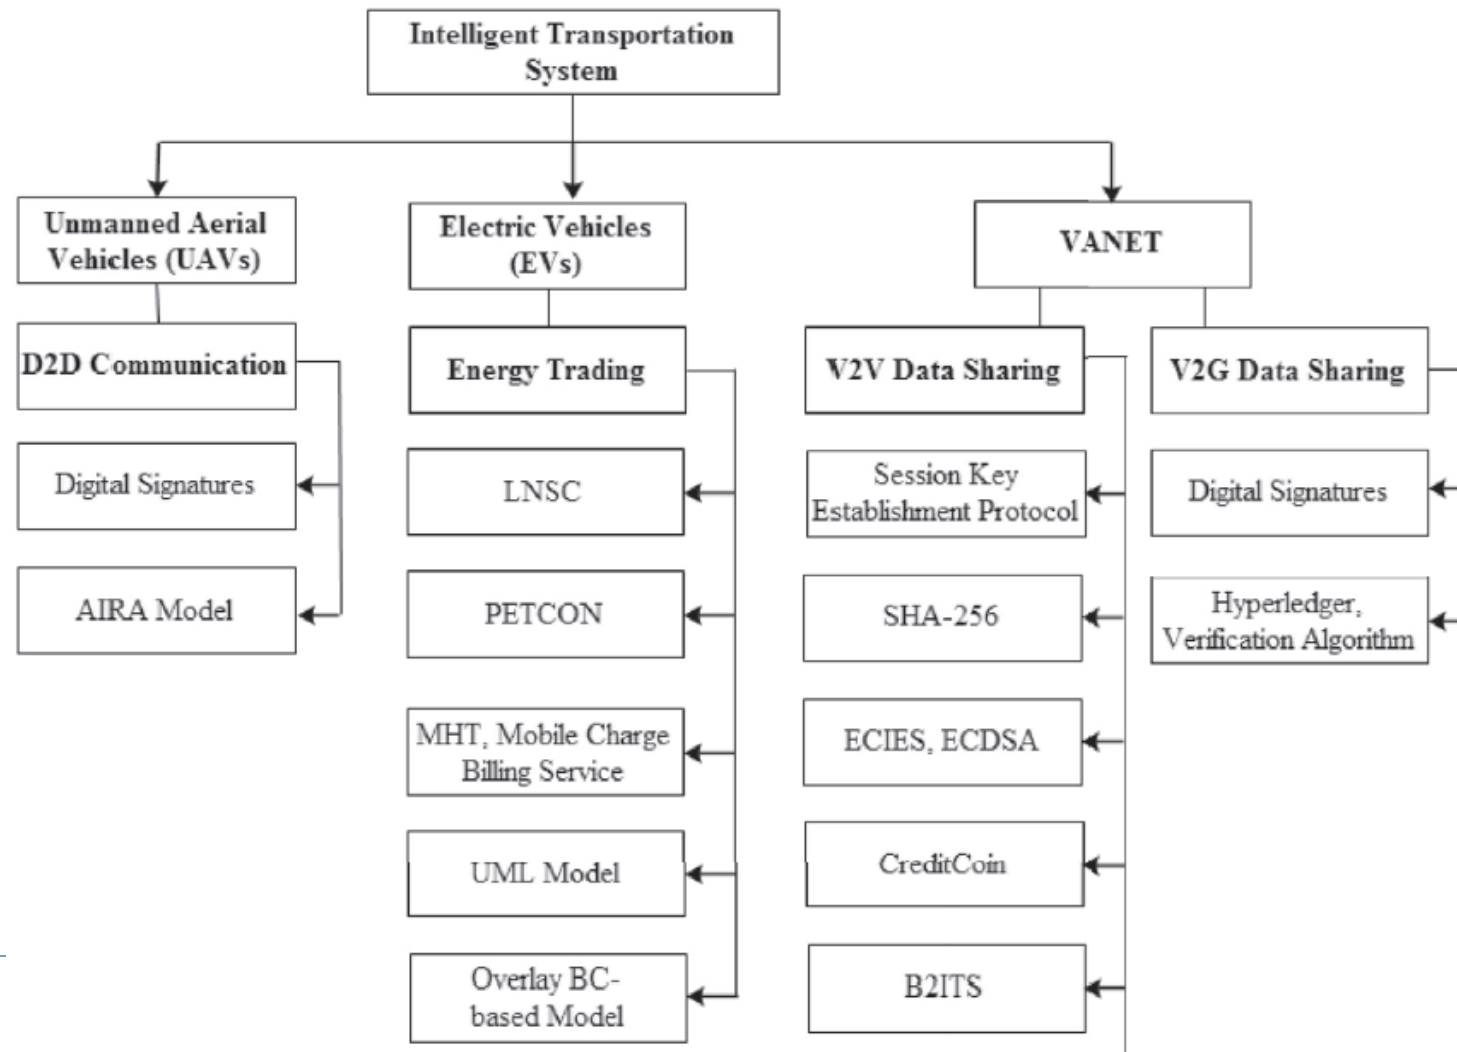 Intelligent Transportation
System
Unmanned Aerial
Vehicles (UAVs)
Electric Vehicles
(EVs)
VANET
D2D Communication
Energy Trading
V2V Data Sharing
V2G Data Sharing
Digital Signatures
LNSC
Session Key
Establishment Protocol
Digital Signatures
AIRA Model
PETCON
SHA-256
Hyperledger,
Verification Algorithm
MHT, Mobile Charge
Billing Service
ECIES, ECDSA
UML Model
CreditCoin
Overlay BC-
based Model
B2ITS